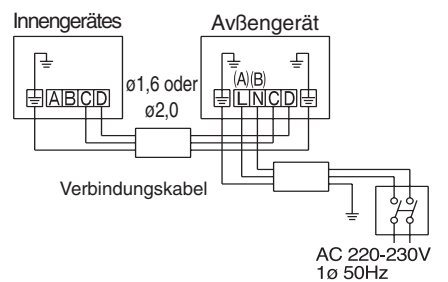 Innengerätes
Avßengerät
ø1,6 oder
ø2,0
(A)(B)
ABCD
LNCD
Verbindungskabel
AC 220-230V
1ø 50Hz